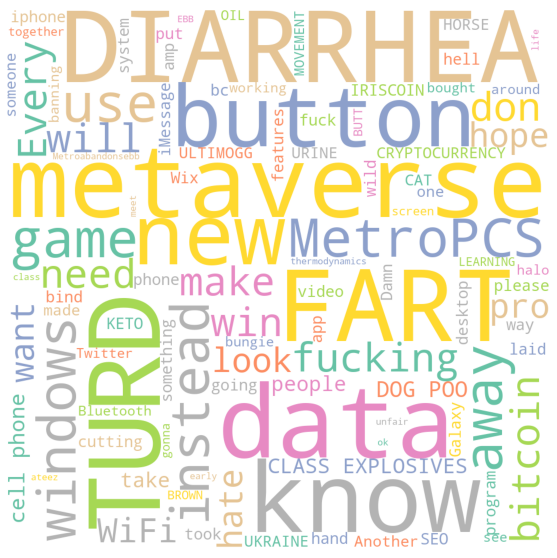 EBB
OIL
HORSE
iphone
together
DIARRHEA
system
put
amp
MOVEMENT
hell
life
someone
banning
Every
use
will
iMessage
bc
working
button
fuck
IRISCOIN
bought
around
don
hope
Metroabandonsebb
ULTIMOGG
Wix
features
URINE
CRYPTOCURRENCY
wild
CAT
one
metaverse
meet
screen
game
new
MetroPCS
class
thermodynamics
LEARNING
halo
need
phone
make
video
Damn
desktop
please
bind
made
win
FART
app
pro
way
want
windows
KETO
TURD
something
instead
bungie
look
fucking
laid
Twitter
going
people
DOG POO
away
bitcoin
cell phone
Bluetooth
cutting
gonna
data
Galaxy
unfair
ok
ateez
take
hate
early
BROWN
CLASS EXPLOSIVES
know
program
WiFi
took
UKRAINE
hand
Another
SEO
see
BUTT